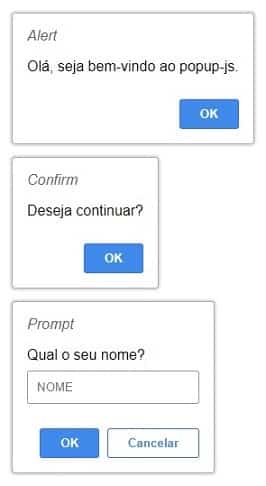 Alert
Olá, seja bem-vindo ao popup-js.
OK
Confirm
Deseja continuar?
OK
Prompt
Qual o seu nome?
NOME
OK Cancelar